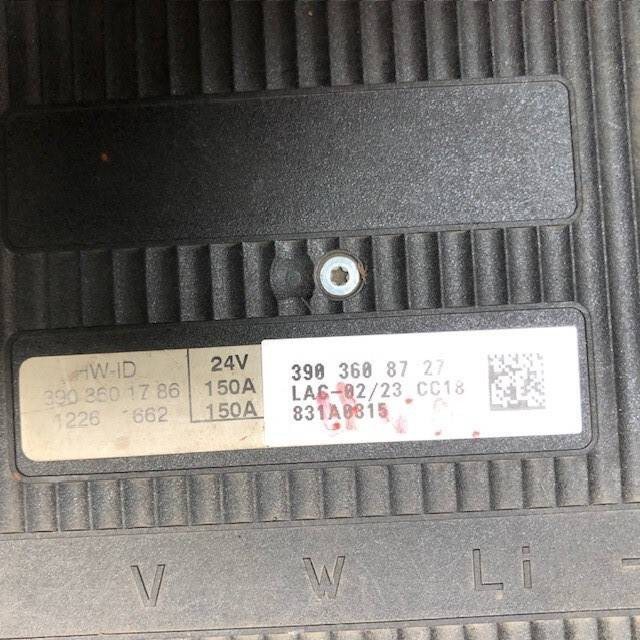 HW-ID
390 360 17 86
1226 662
24V
150A
150A
390 360 87 27
LAC 02/23 CC18
831A0815
V W Li